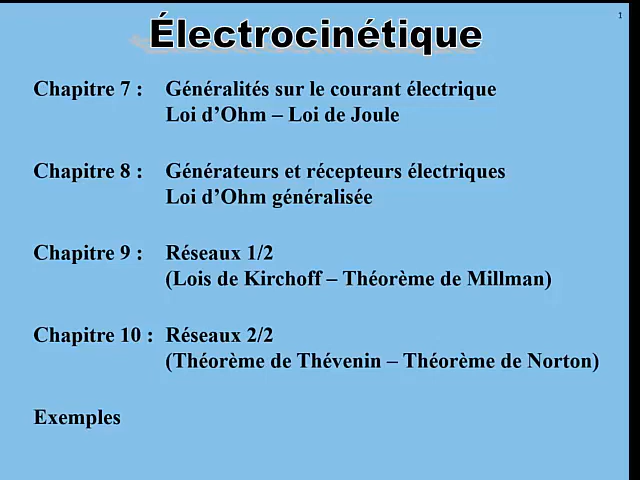 1
Électrocinétique
Chapitre 7 : Généralités sur le courant électrique
Loi d’Ohm – Loi de Joule
Chapitre 8 : Générateurs et récepteurs électriques
Loi d’Ohm généralisée
Chapitre 9 : Réseaux 1/2
(Lois de Kirchoff – Théorème de Millman)
Chapitre 10 : Réseaux 2/2
(Théorème de Thévenin – Théorème de Norton)
Exemples